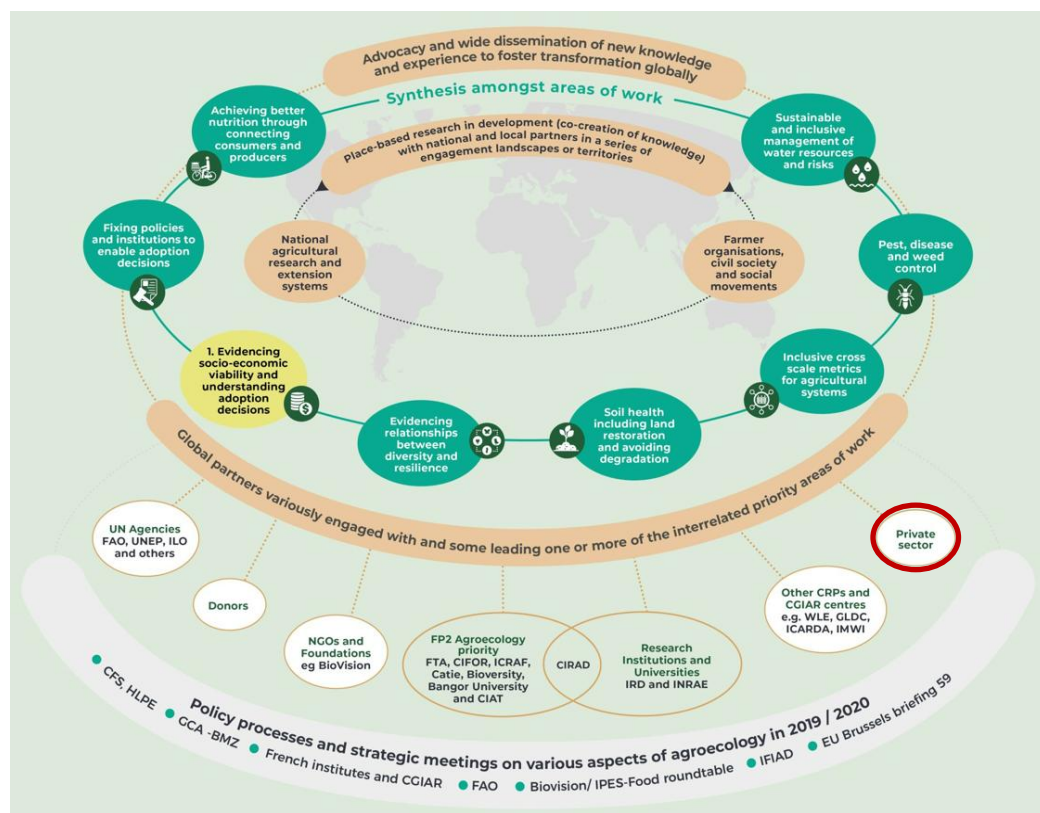 Advocacy and wide dissemination of new knowledge
and experience to foster transformation globally
Synthesis amongst areas of work
Place-based research in development (co-creation of knowledge)
with national and local partners in a series of
engagement landscapes or territories
Achieving better
nutrition through
connecting
consumers and
producers
Sustainable
and inclusive
management of
water resources
and risks
Fixing policies
and institutions to
enable adoption
decisions
National
agricultural
research and
extension
systems
Farmer
organisations,
civil society
and social
movements
Pest, disease
and weed
control
1. Evidencing
socio-economic
viability and
understanding
adoption
decisions
Evidencing
relationships
between
diversity and
resilience
Soil health
including land
restoration
and avoiding
degradation
Inclusive cross
scale metrics
for agricultural
systems
Global partners variously engaged with and some leading one or more of the interrelated priority areas of work
UN Agencies
FAO, UNEP, ILO
and others
Donors
NGOs and
Foundations
eg BioVision
FP2 Agroecology
priority
FTA, CIFOR, ICRAF,
Catie, Bioversity,
Bangor University
and CIAT
CIRAD
Research
Institutions and
Universities
IRD and INRAE
Other CRPs and
CGIAR centres
e.g. WLE, GLDC,
ICARDA, IMWI
Private
sector
Policy processes and strategic meetings on various aspects of agroecology in 2019 / 2020
CFS, HLPE
GCA -BMZ
French institutes and CGIAR
FAO
Biovision/ IPES-Food roundtable
IFIAD
EU Brussels briefing 59